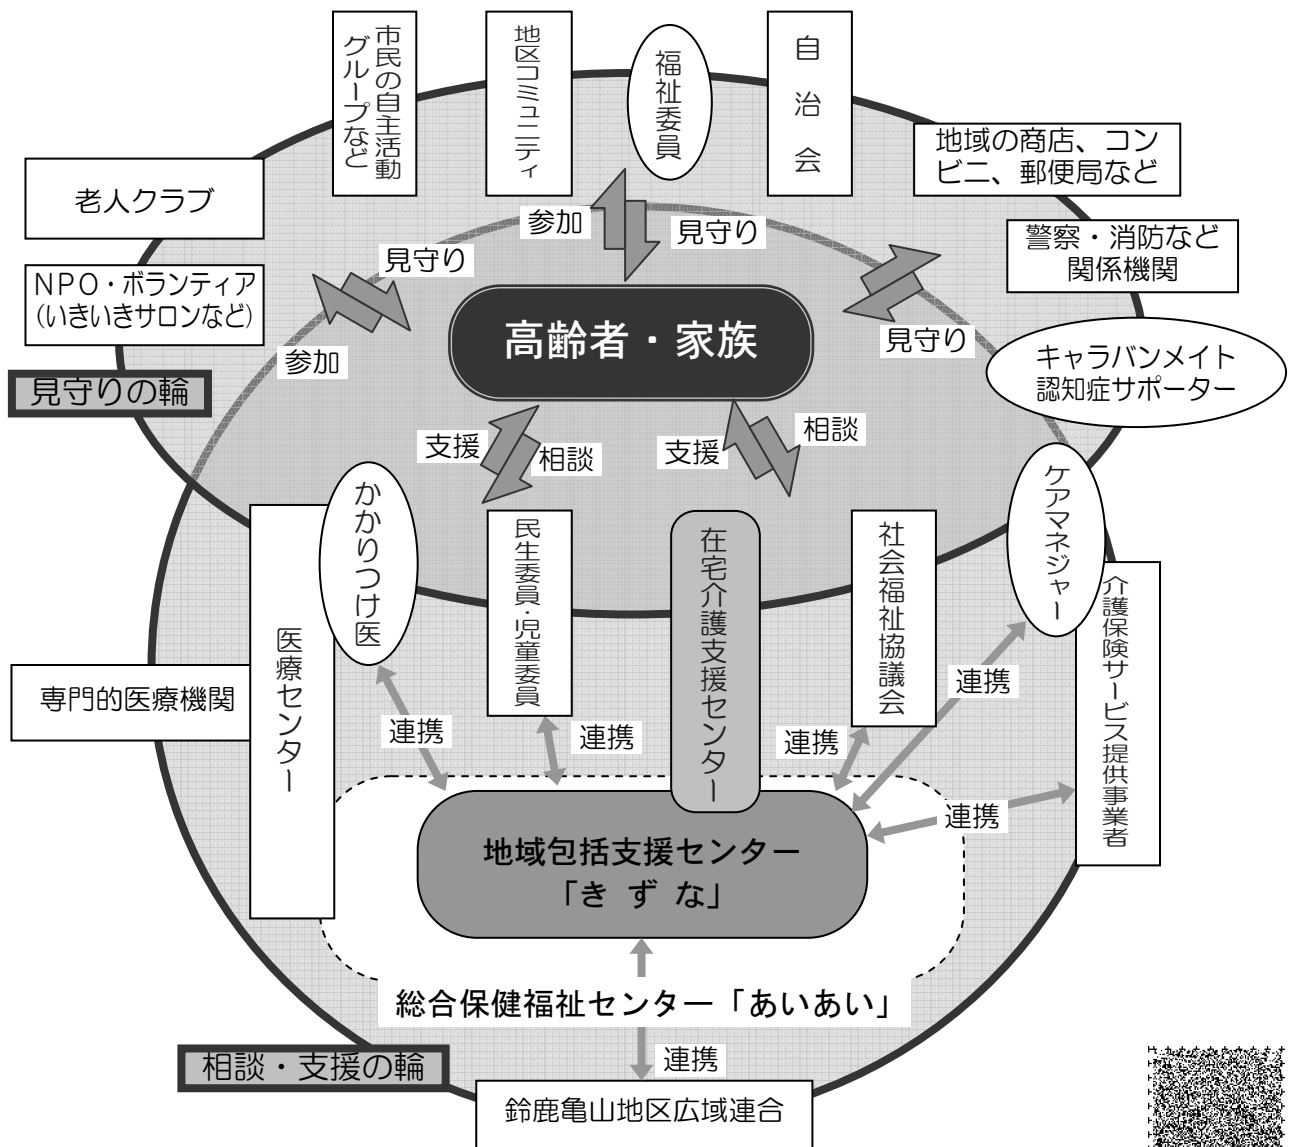 市民の自主活動
グループなど
地区コミュニティ
福祉委員
自治会
地域の商店、コン
ビニ、郵便局など
老人クラブ
警察・消防など
関係機関
NPO・ボランティア
(いきいきサロンなど)
参加
見守り
見守り
高齢者・家族
見守り
参加
キャラバンメイト
認知症サポーター
見守りの輪
支援
相談
支援
相談
かかりつけ医
医療センター
民生委員・児童委員
在宅介護支援センター
社会福祉協議会
ケアマネジャー
介護保険サービス提供事業者
専門的医療機関
連携
連携
連携
連携
連携
地域包括支援センター
「きずな」
総合保健福祉センター「あいあい」
相談・支援の輪
連携
鈴鹿亀山地区広域連合